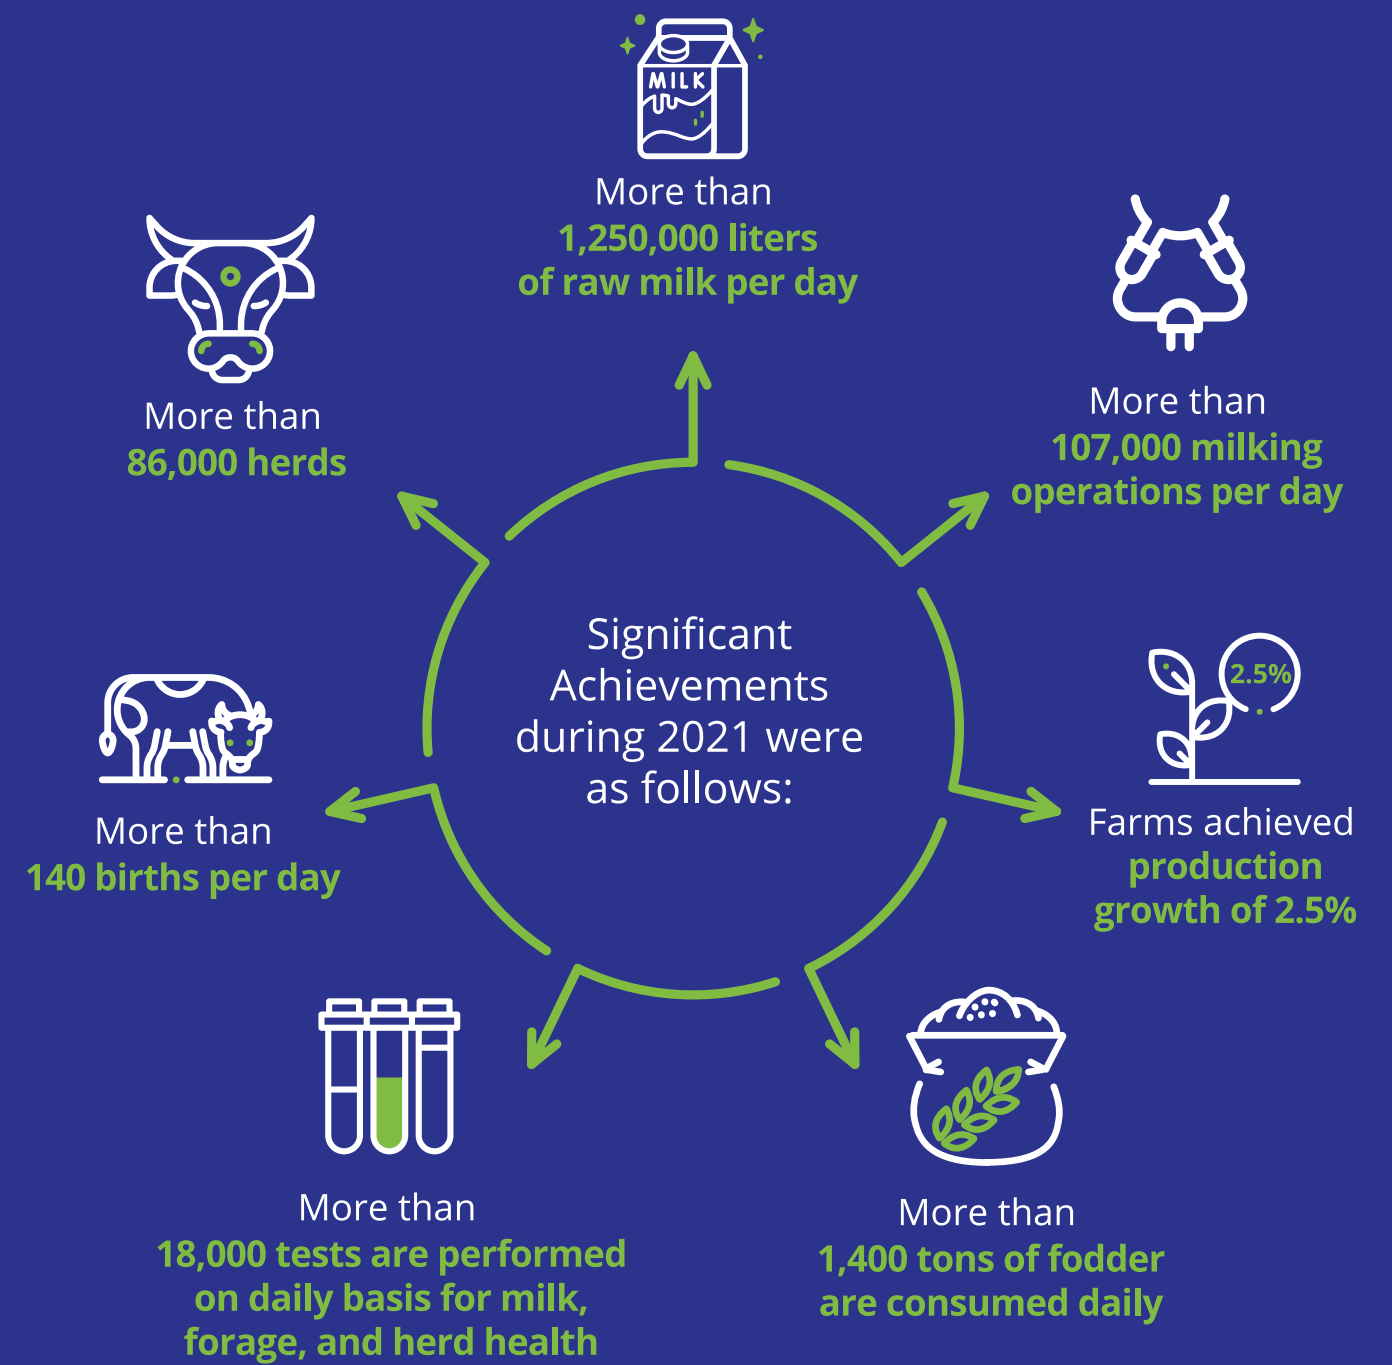 MILK
More than
1,250,000 liters
of raw milk per day
More than
107,000 milking
operations per day
2.5%
Farms achieved
production
growth of 2.5%
More than
1,400 tons of fodder
are consumed daily
More than
18,000 tests are performed
on daily basis for milk,
forage, and herd health
More than
140 births per day
More than
86,000 herds
Significant
Achievements
during 2021 were
as follows: